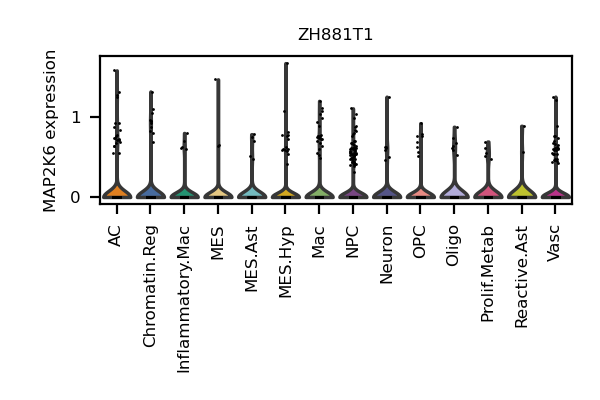 ZH881T1
MAP2K6 expression
1
0
AC
Chromatin.Reg
Inflammatory.Mac
MES
MES.Ast
MES.Hyp
Mac
NPC
Neuron
OPC
Oligo
Prolif.Metab
Reactive.Ast
Vasc